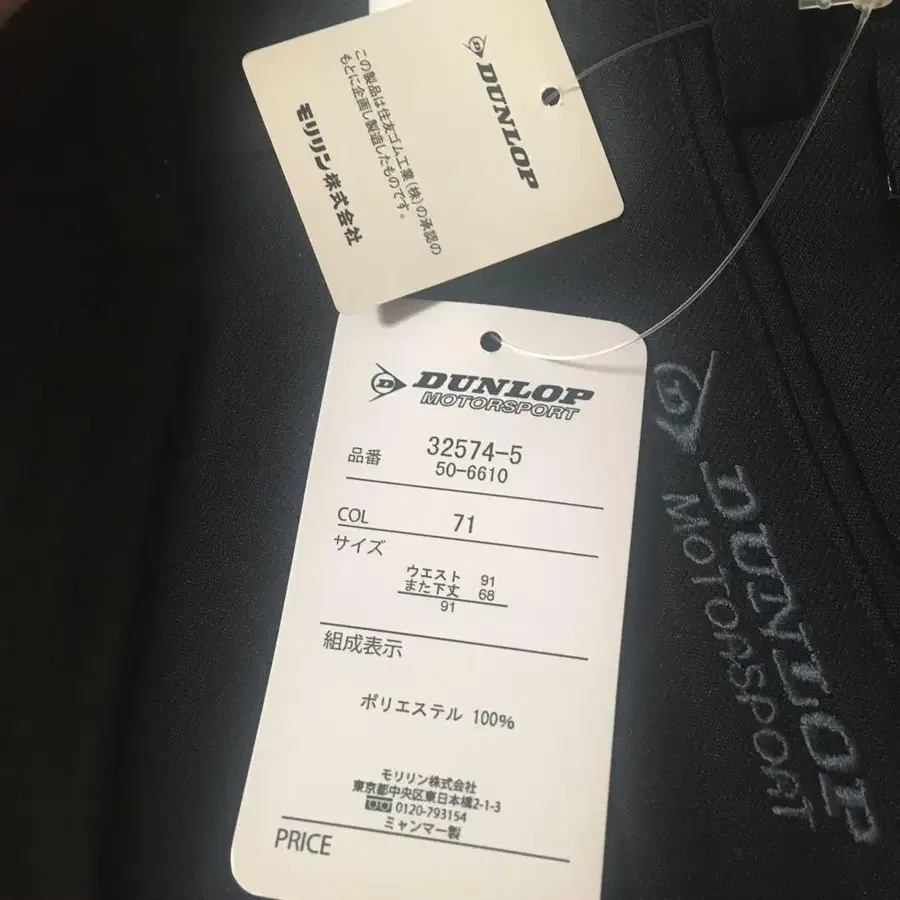 DUNLOP
この製品は住友ゴム工業(株)の承認の
もとに企画し製造したものです。
モリリン株式会社
DUNLOP
MOTORSPORT
品番 32574-5
50-6610
COL 71
サイズ
ウエスト 91
また下丈 68
91
組成表示
ポリエステル 100%
モリリン株式会社
東京都中央区東日本橋2-1-3
0120-793154
ミャンマー製
PRICE
DUNLOP
MOTORSPORT